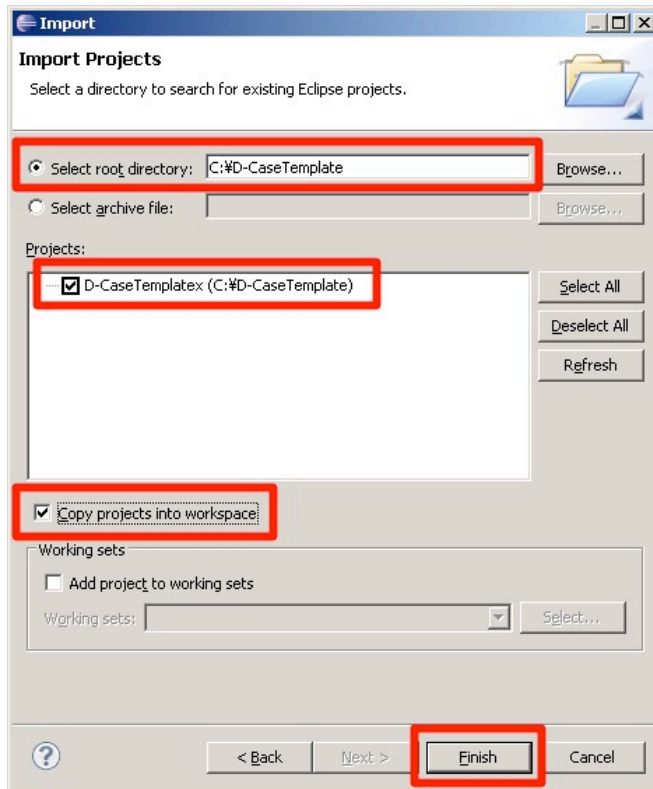 Import
Import Projects
Select a directory to search for existing Eclipse projects.
Select root directory: C:¥D-CaseTemplate Browse...
Select archive file: Browse...
Projects:
D-CaseTemplatex (C:¥D-CaseTemplate)
Select All
Deselect All
Refresh
Copy projects into workspace
Working sets
Add project to working sets
Working sets: Select...
? < Back Next > Finish Cancel